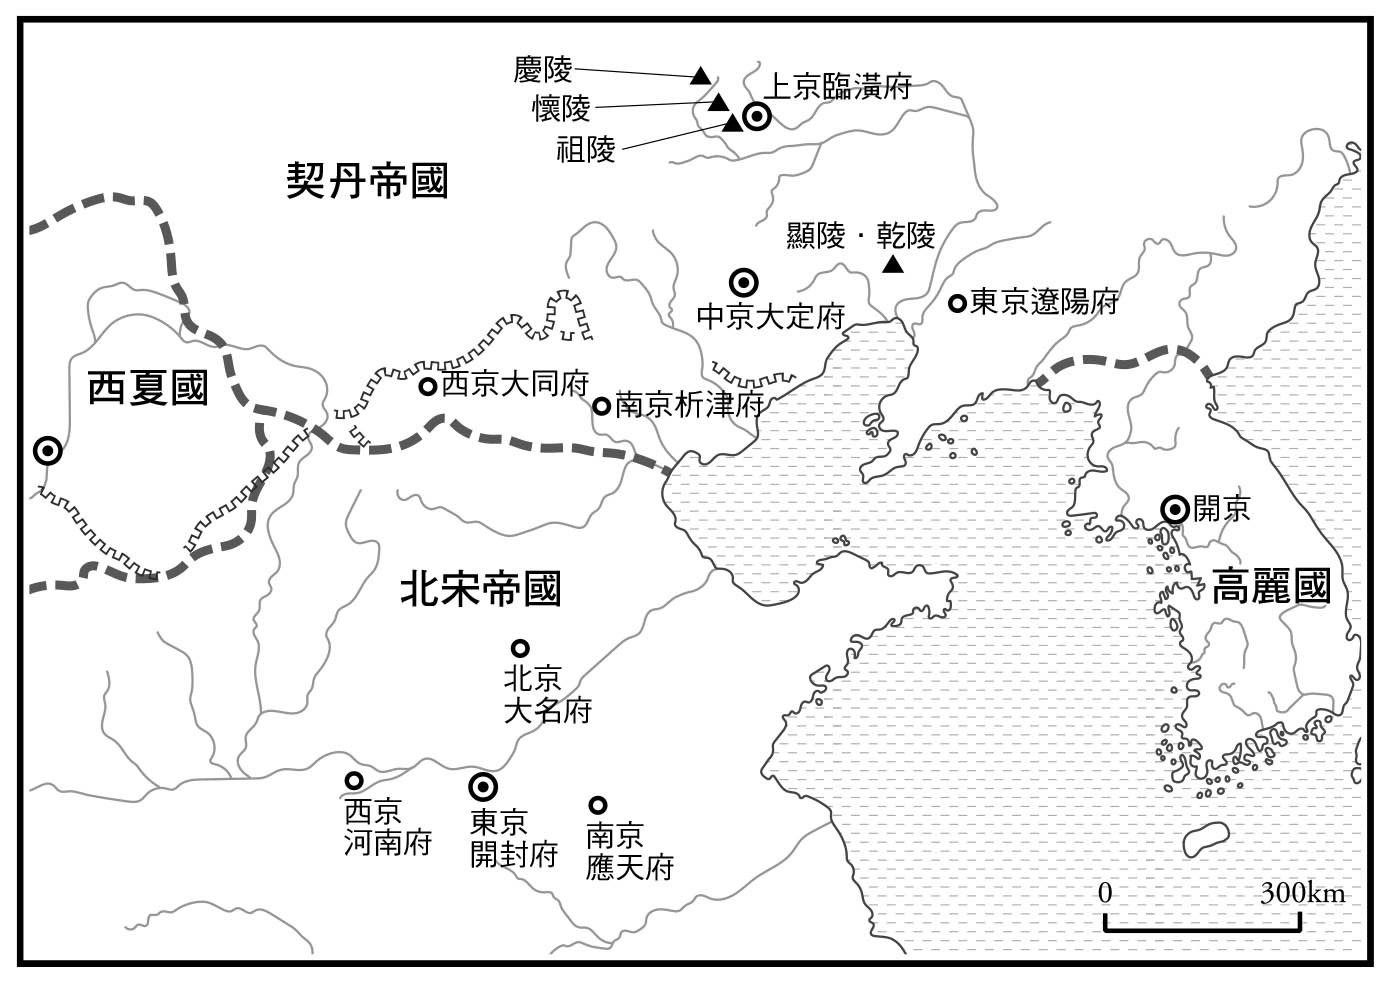 慶陵
懷陵
祖陵
上京臨潢府
契丹帝國
顯陵・乾陵
中京大定府
東京遼陽府
西夏國
西京大同府
南京析津府
開京
高麗國
北宋帝國
北京
大名府
西京
河南府
東京
開封府
南京
應天府
0 300km